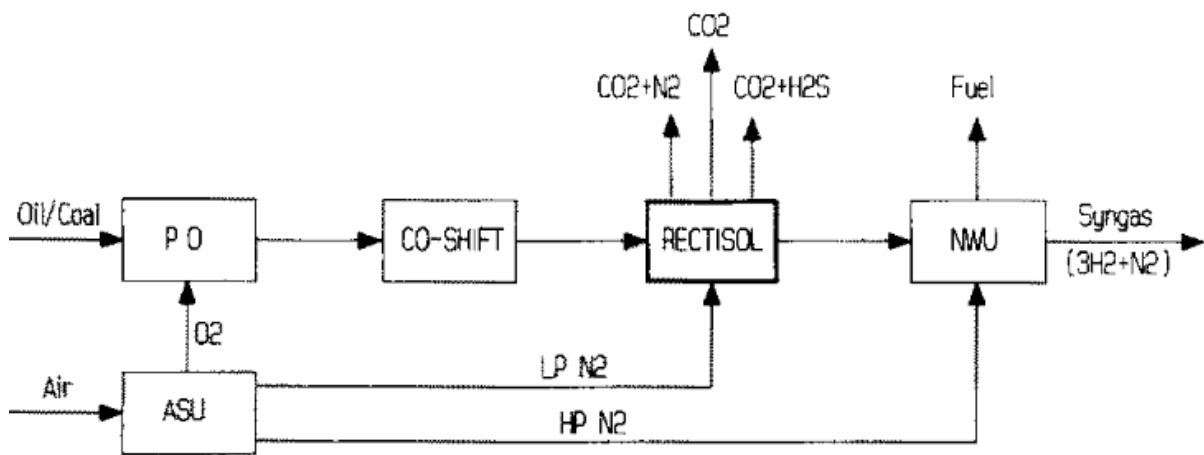 CO2
CO2+N2
CO2+H2S
Fuel
Oil/Coal
P O
CO-SHIFT
RECTISOL
NWU
Syngas
(3H2+N2)
O2
LP N2
Air
ASU
HP N2